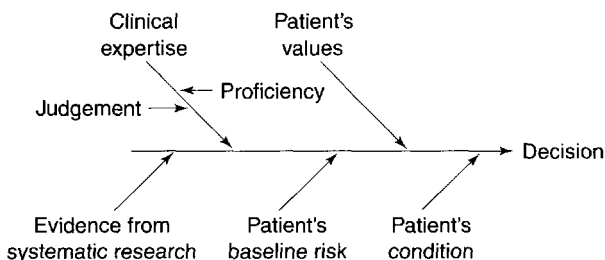 Clinical
expertise
Patient's
values
Proficiency
Judgement
Decision
Evidence from
systematic research
Patient's
baseline risk
Patient's
condition